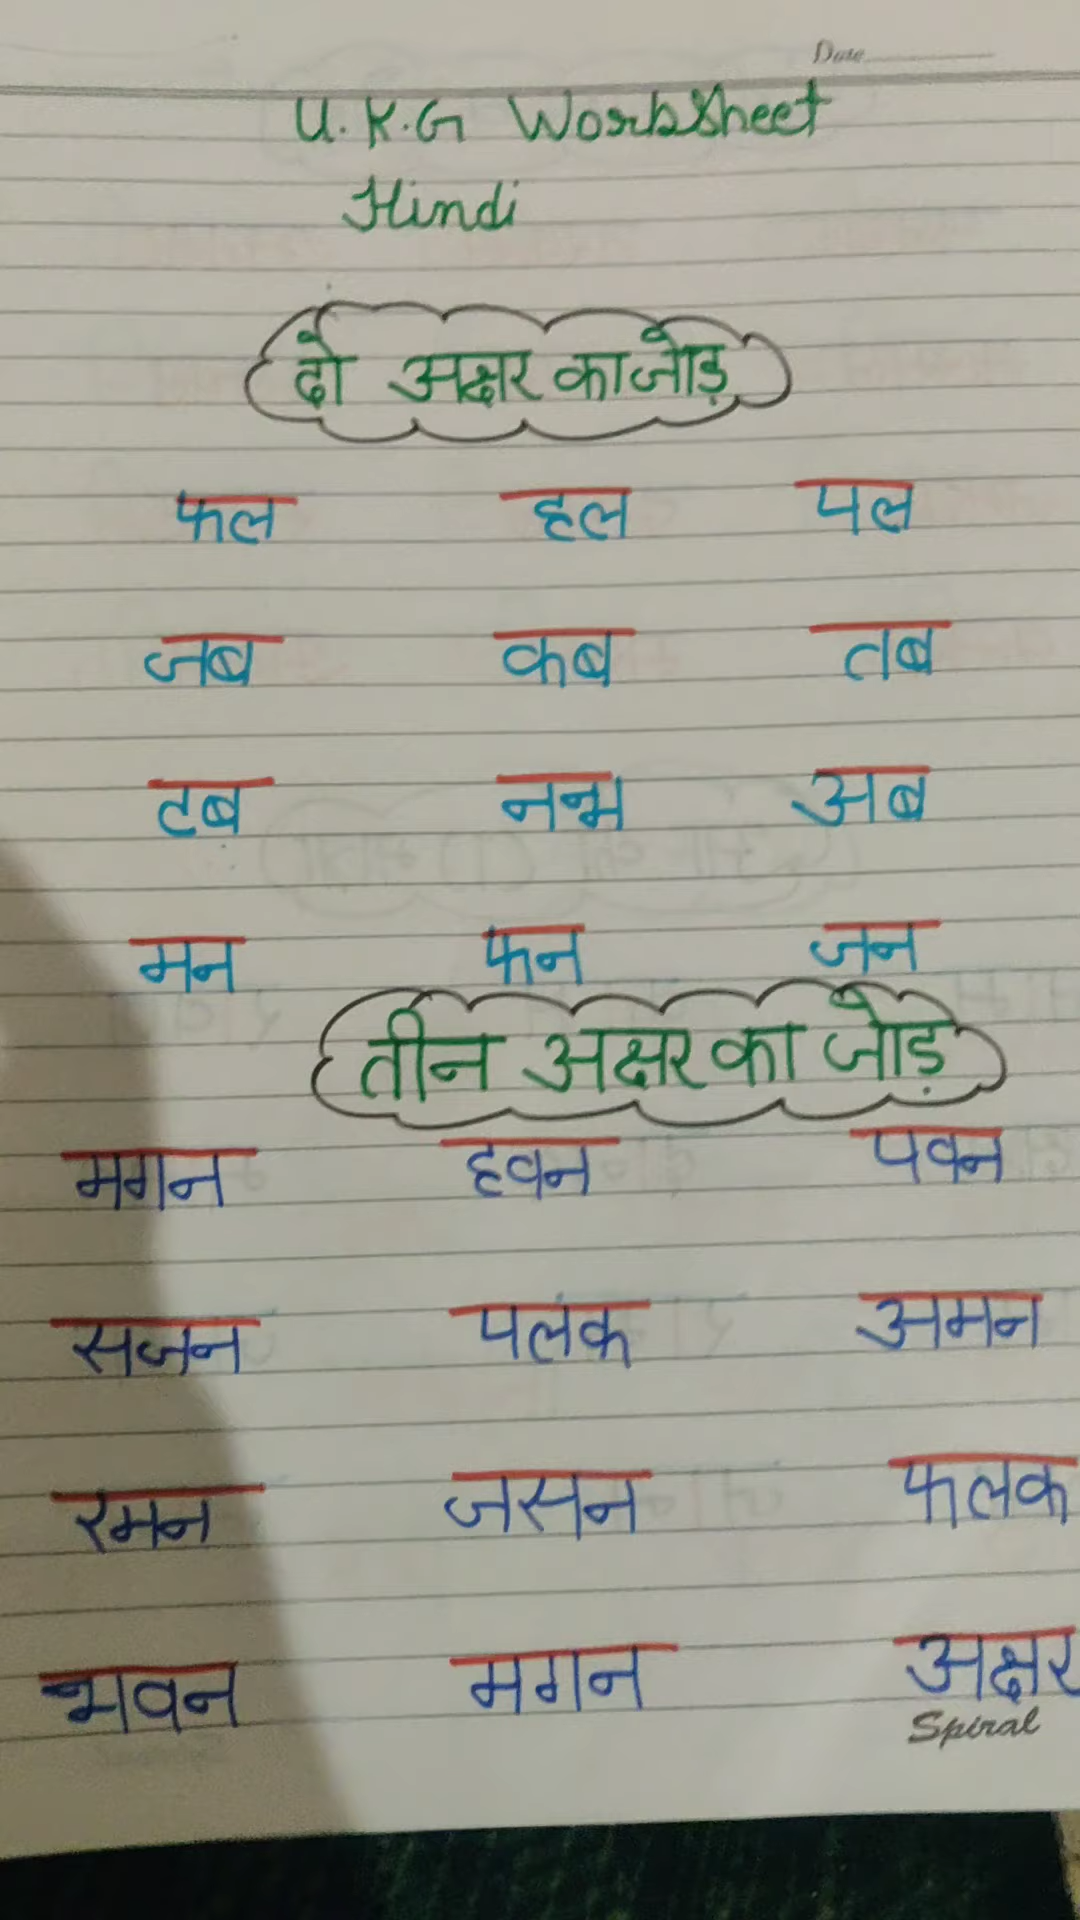 Date
U.K.G Worksheet
Hindi
दो अक्षर का जोड़
फल हल पल
जब कब तब
टब नभ अब
मन फन जन
तीन अक्षर का जोड़
मगन हवन पवन
सजन पलक अमन
रमन जसन फलक
भवन मगन अक्षर
Spiral